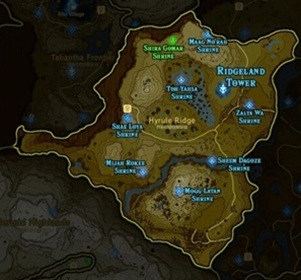 Shira Gomar
Shrine
Maag No'rah
Shrine
Tabantha Frontier
Ridgeland
Tower
Toh Yahsa
Shrine
Zalta Wa
Shrine
Shae Loya
Shrine
Hyrule Ridge
Mijah Rokee
Shrine
Sheem Dagoze
Shrine
Mogg Latan
Shrine